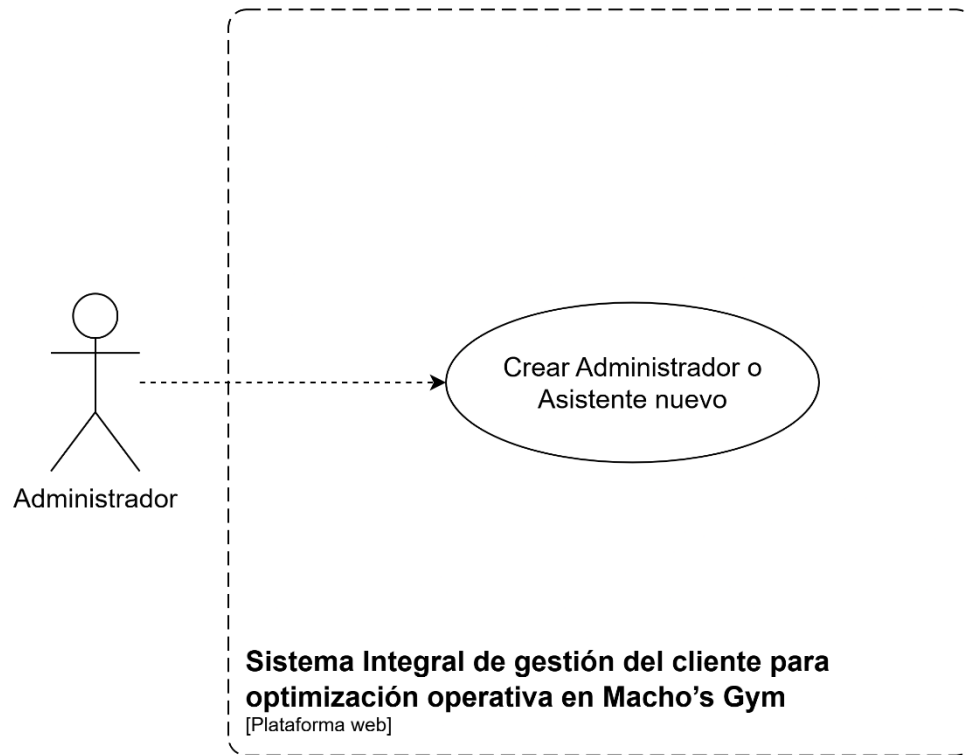 Crear Administrador o
Asistente nuevo
Administrador
Sistema Integral de gestión del cliente para
optimización operativa en Macho's Gym
[Plataforma web]